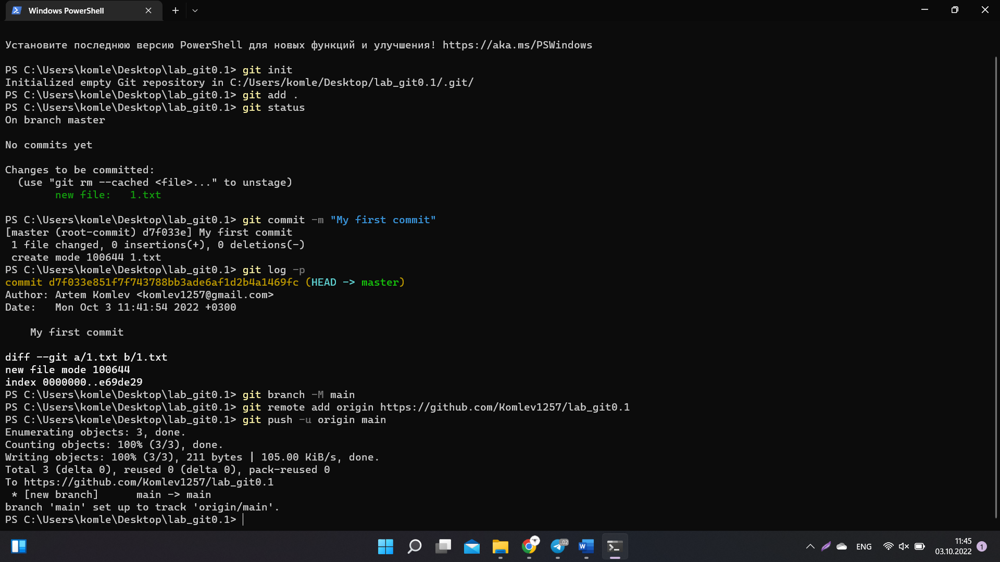 Windows PowerShell
Установите последнюю версию PowerShell для новых функций и улучшения! https://aka.ms/PSWindows
PS C:\Users\komle\Desktop\lab_git0.1> git init
Initialized empty Git repository in C:/Users/komle/Desktop/lab_git0.1/.git/
PS C:\Users\komle\Desktop\lab_git0.1> git add .
PS C:\Users\komle\Desktop\lab_git0.1> git status
On branch master
No commits yet
Changes to be committed:
  (use "git rm --cached <file>..." to unstage)
        new file:   1.txt
PS C:\Users\komle\Desktop\lab_git0.1> git commit -m "My first commit"
[master (root-commit) d7f033e] My first commit
 1 file changed, 0 insertions(+), 0 deletions(-)
 create mode 100644 1.txt
PS C:\Users\komle\Desktop\lab_git0.1> git log -p
commit d7f033e851f7f743788bb3ade6af1d2b4a1469fc (HEAD -> master)
Author: Artem Komlev <komlev1257@gmail.com>
Date:   Mon Oct 3 11:41:54 2022 +0300
    My first commit
diff --git a/1.txt b/1.txt
new file mode 100644
index 0000000..e69de29
PS C:\Users\komle\Desktop\lab_git0.1> git branch -M main
PS C:\Users\komle\Desktop\lab_git0.1> git remote add origin https://github.com/Komlev1257/lab_git0.1
PS C:\Users\komle\Desktop\lab_git0.1> git push -u origin main
Enumerating objects: 3, done.
Counting objects: 100% (3/3), done.
Writing objects: 100% (3/3), 211 bytes | 105.00 KiB/s, done.
Total 3 (delta 0), reused 0 (delta 0), pack-reused 0
To https://github.com/Komlev1257/lab_git0.1
 * [new branch]      main -> main
branch 'main' set up to track 'origin/main'.
PS C:\Users\komle\Desktop\lab_git0.1>
..02
W
ENG
11:45
03.10.2022
1